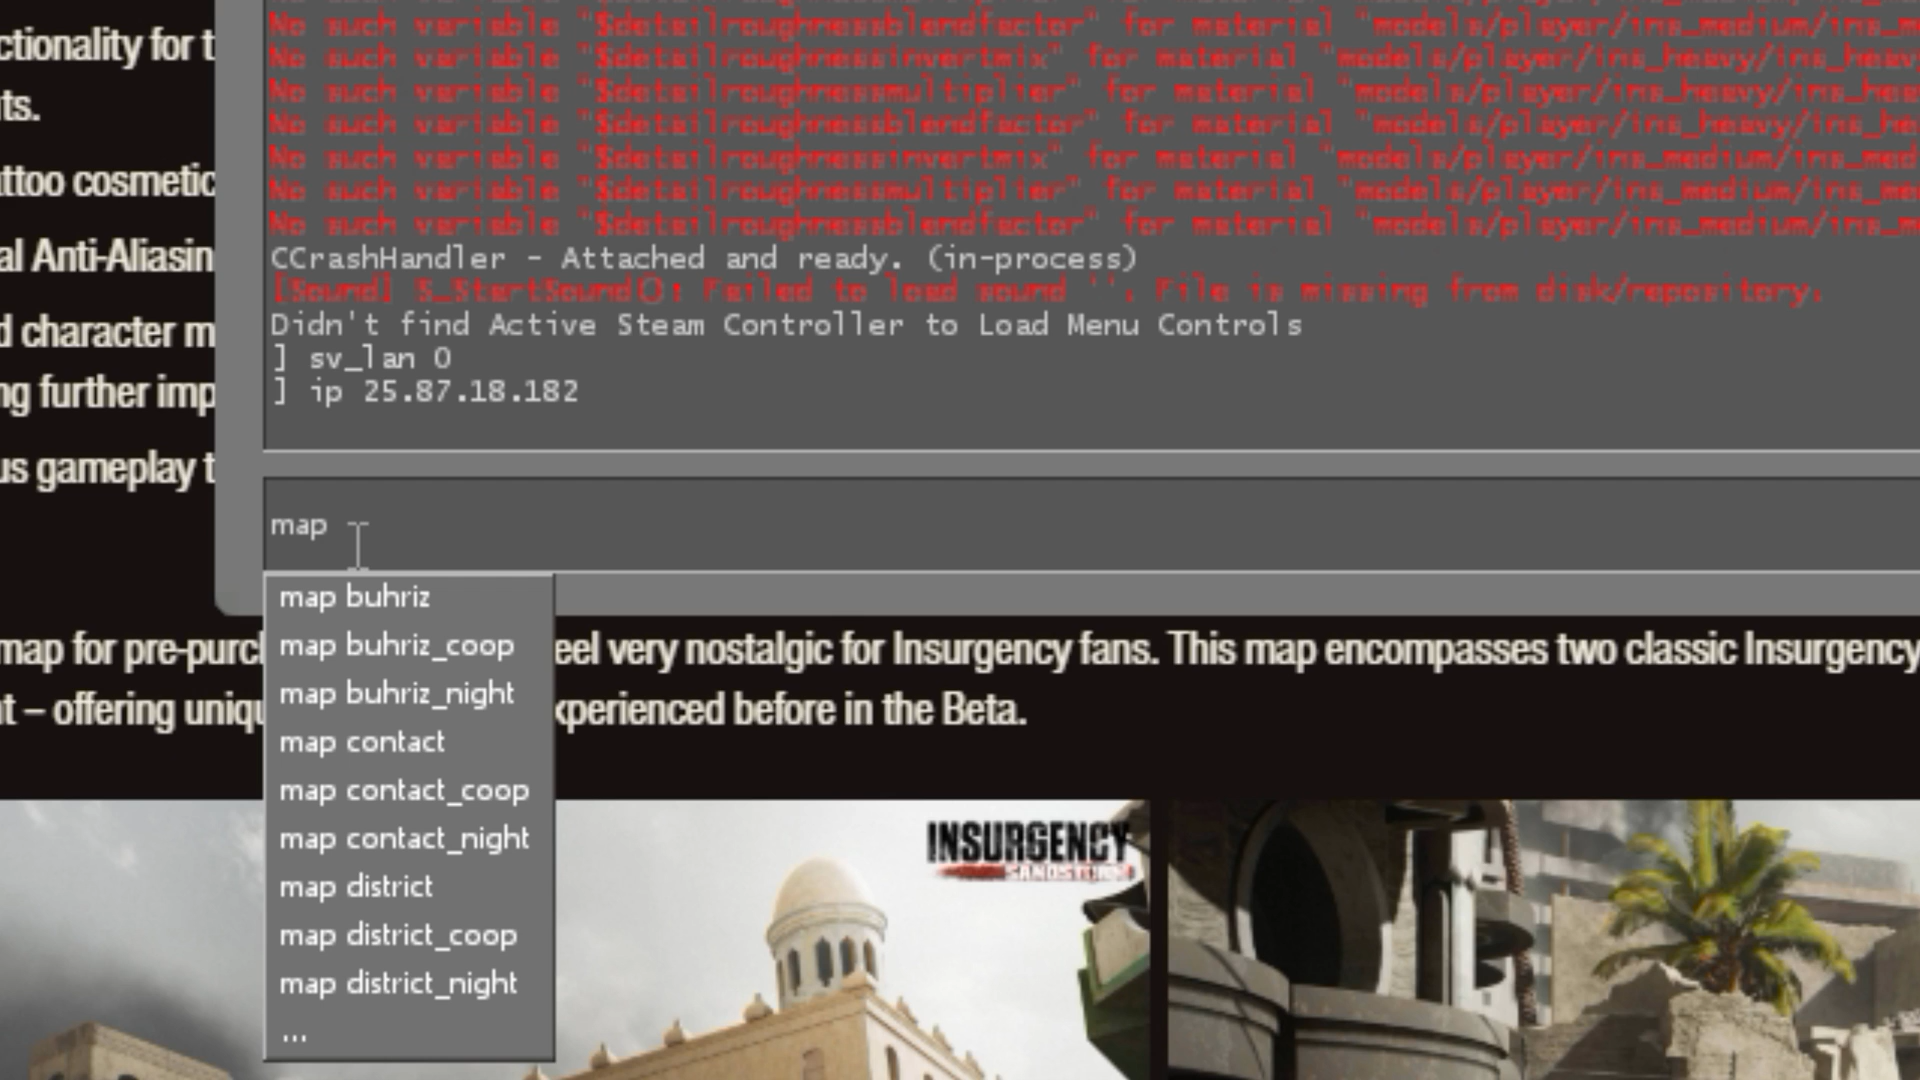 ctionality for t
its.
attoo cosmetic
al Anti-Aliasin
d character m
ng further imp
us gameplay t
No such variable "$detailroughnessblendfactor" for material "models/player/ins_medium/ins_m
No such variable "$detailroughnessinvertmix" for material "models/player/ins_heavy/ins_heavy
No such variable "$detailroughnessmultiplier" for material "models/player/ins_heavy/ins_hea
No such variable "$detailroughnessblendfactor" for material "models/player/ins_heavy/ins_he
No such variable "$detailroughnessinvertmix" for material "models/player/ins_medium/ins_med
No such variable "$detailroughnessmultiplier" for material "models/player/ins_medium/ins_me
No such variable "$detailroughnessblendfactor" for material "models/player/ins_medium/ins_m
CCrashHandler - Attached and ready. (in-process)
[Sound] S_StartSound(): Failed to load sound ''. File is missing from disk/repository.
Didn't find Active Steam Controller to Load Menu Controls
] sv_lan 0
] ip 25.87.18.182
map
map buhriz
map buhriz_coop
map buhriz_night
map contact
map contact_coop
map contact_night
map district
map district_coop
map district_night
...
map for pre-purch eel very nostalgic for Insurgency fans. This map encompasses two classic Insurgency
nt – offering uniqu xperienced before in the Beta.
INSURGENCY
SANDSTORM